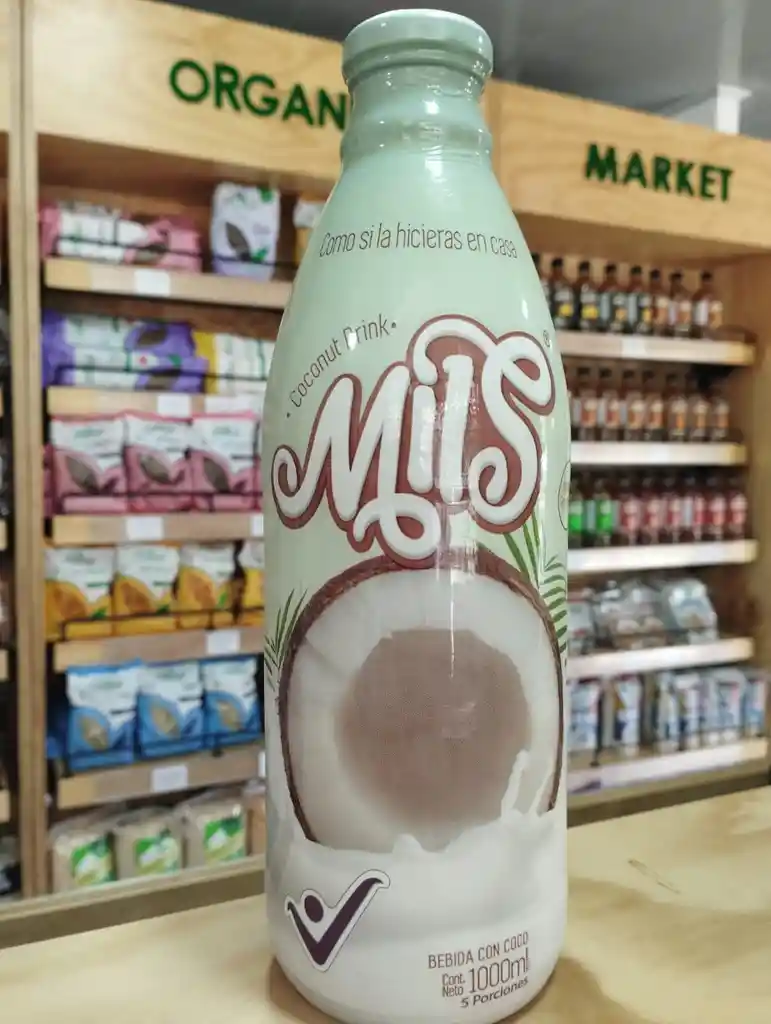 ORGAN
MARKET
Como si la hicieras en casa
• Coconut Drink •
Mils®
BEBIDA CON COCO
Cont. Neto 1000ml
5 Porciones